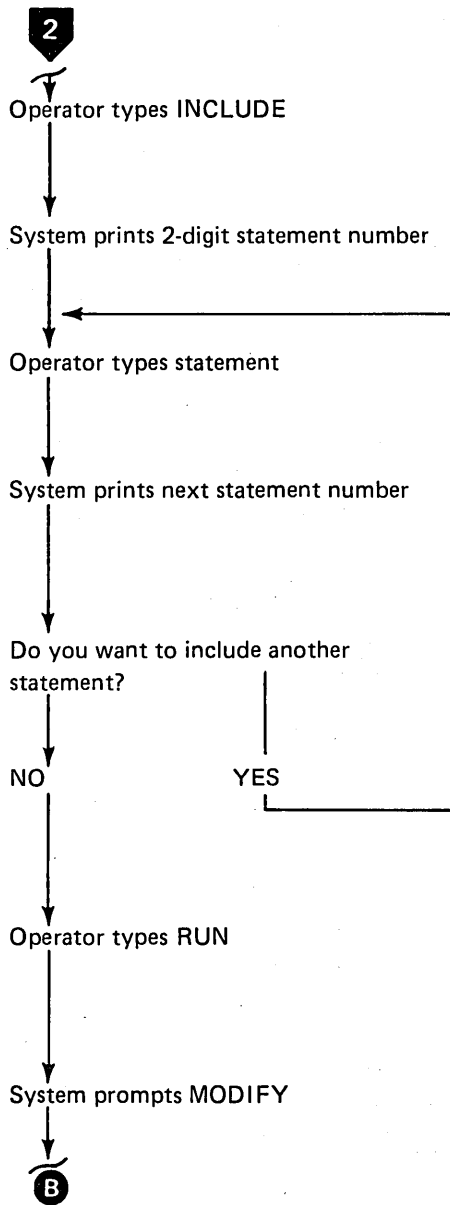 2
Operator types INCLUDE
System prints 2-digit statement number
Operator types statement
System prints next statement number
Do you want to include another
statement?
NO YES
Operator types RUN
System prompts MODIFY
B